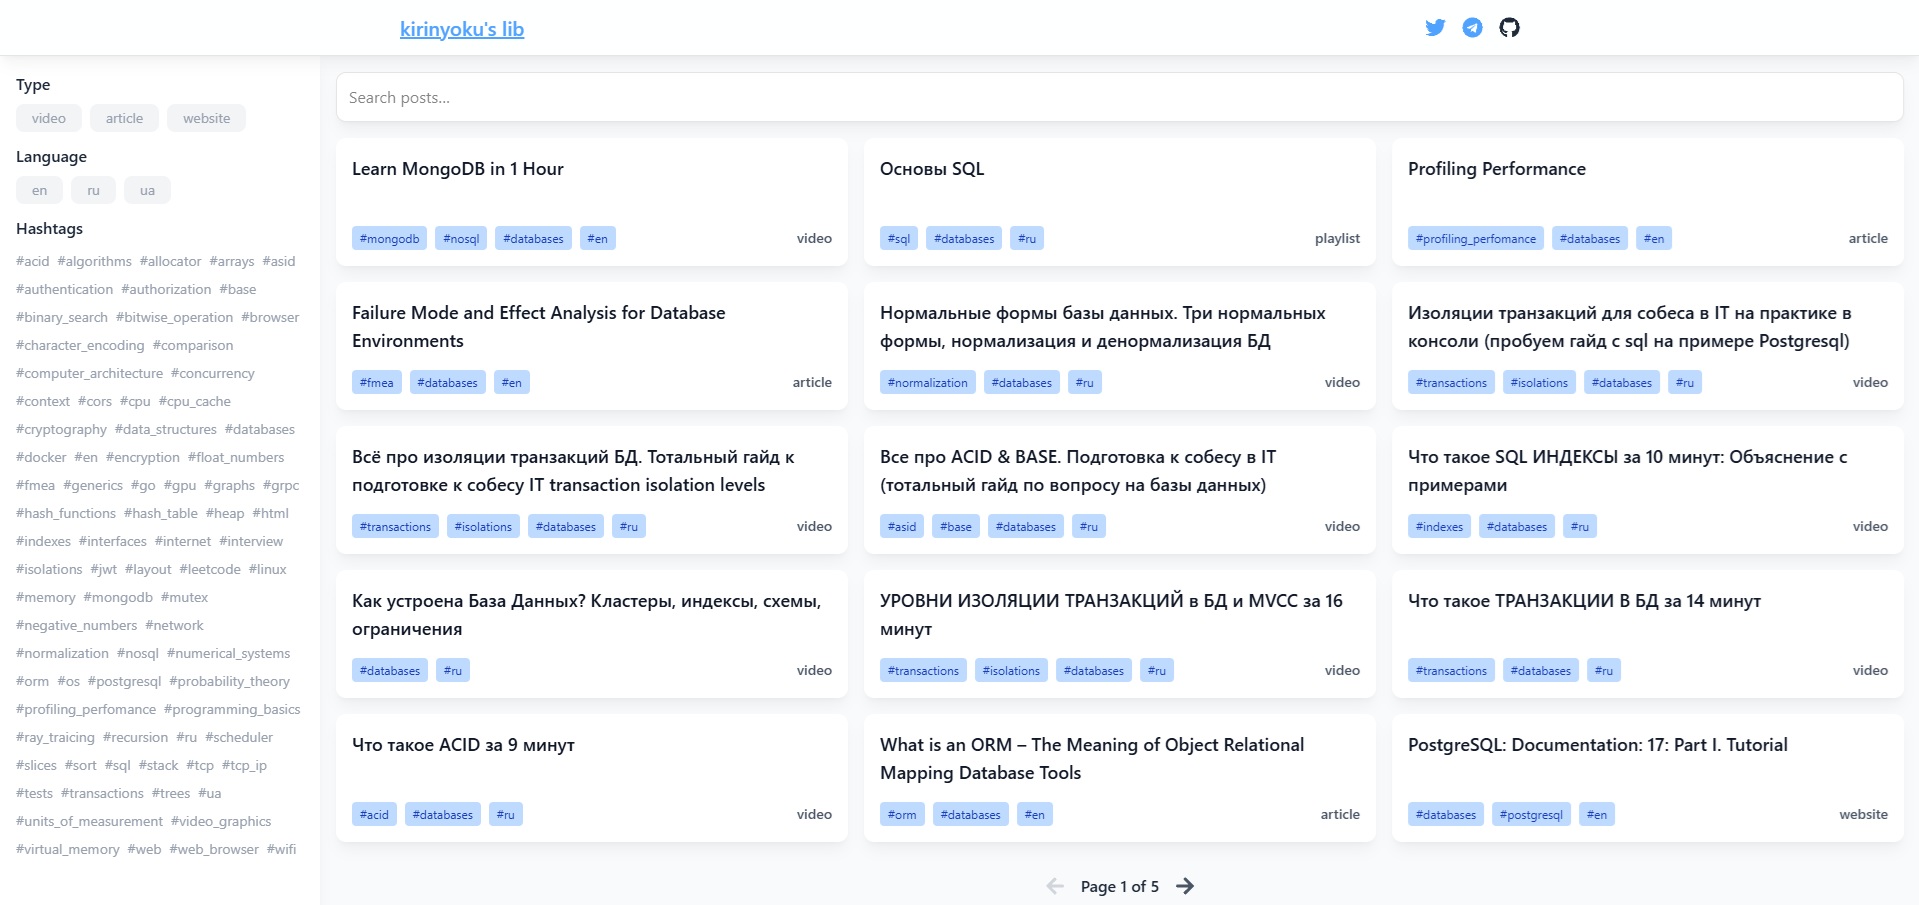 kirinyoku's lib
Type
video article website
Language
en ru ua
Hashtags
#acid #algorithms #allocator #arrays #asid
#authentication #authorization #base
#binary_search #bitwise_operation #browser
#character_encoding #comparison
#computer_architecture #concurrency
#context #cors #cpu #cpu_cache
#cryptography #data_structures #databases
#docker #en #encryption #float_numbers
#fmea #generics #go #gpu #graphs #grpc
#hash_functions #hash_table #heap #html
#indexes #interfaces #internet #interview
#isolations #jwt #layout #leetcode #linux
#memory #mongodb #mutex
#negative_numbers #network
#normalization #nosql #numerical_systems
#orm #os #postgresql #probability_theory
#profiling_perfomance #programming_basics
#ray_traicing #recursion #ru #scheduler
#slices #sort #sql #stack #tcp #tcp_ip
#tests #transactions #trees #ua
#units_of_measurement #video_graphics
#virtual_memory #web #web_browser #wifi
Search posts...
Learn MongoDB in 1 Hour
#mongodb #nosql #databases #en video
Основы SQL
#sql #databases #ru playlist
Profiling Performance
#profiling_perfomance #databases #en article
Failure Mode and Effect Analysis for Database
Environments
#fmea #databases #en article
Нормальные формы базы данных. Три нормальных
формы, нормализация и денормализация БД
#normalization #databases #ru video
Изоляции транзакций для собеса в IT на практике в
консоли (пробуем гайд с sql на примере Postgresql)
#transactions #isolations #databases #ru video
Всё про изоляции транзакций БД. Тотальный гайд к
подготовке к собесу IT transaction isolation levels
#transactions #isolations #databases #ru video
Все про ACID & BASE. Подготовка к собесу в IT
(тотальный гайд по вопросу на базы данных)
#asid #base #databases #ru video
Что такое SQL ИНДЕКСЫ за 10 минут: Объяснение с
примерами
#indexes #databases #ru video
Как устроена База Данных? Кластеры, индексы, схемы,
ограничения
#databases #ru video
УРОВНИ ИЗОЛЯЦИИ ТРАНЗАКЦИЙ в БД и MVCC за 16
минут
#transactions #isolations #databases #ru video
Что такое ТРАНЗАКЦИИ В БД за 14 минут
#transactions #databases #ru video
Что такое ACID за 9 минут
#acid #databases #ru video
What is an ORM – The Meaning of Object Relational
Mapping Database Tools
#orm #databases #en article
PostgreSQL: Documentation: 17: Part I. Tutorial
#databases #postgresql #en website
Page 1 of 5